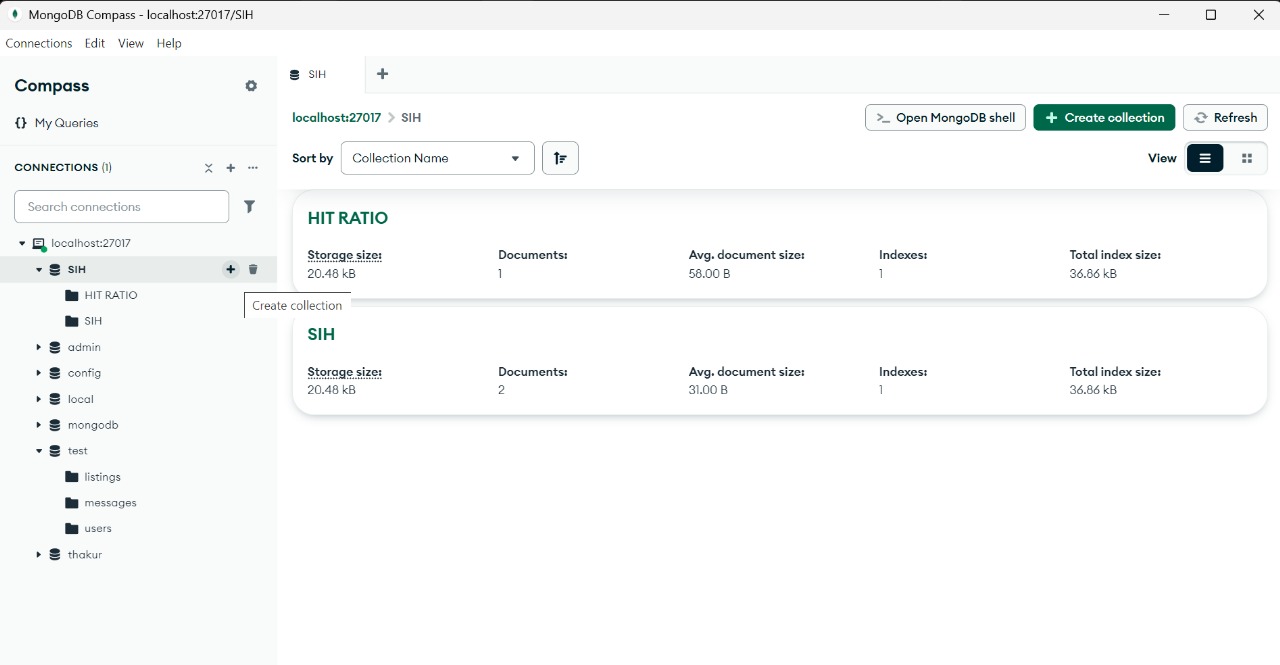 MongoDB Compass - localhost:27017/SIH
Connections Edit View Help
Compass
{} My Queries
CONNECTIONS (1)
Search connections
localhost:27017
SIH
HIT RATIO
SIH
admin
config
local
mongodb
test
listings
messages
users
thakur
Create collection
SIH
localhost:27017 > SIH
>_ Open MongoDB shell
+ Create collection
Refresh
Sort by Collection Name
View
HIT RATIO
Storage size: Documents: Avg. document size: Indexes: Total index size:
20.48 kB 1 58.00 B 1 36.86 kB
SIH
Storage size: Documents: Avg. document size: Indexes: Total index size:
20.48 kB 2 31.00 B 1 36.86 kB